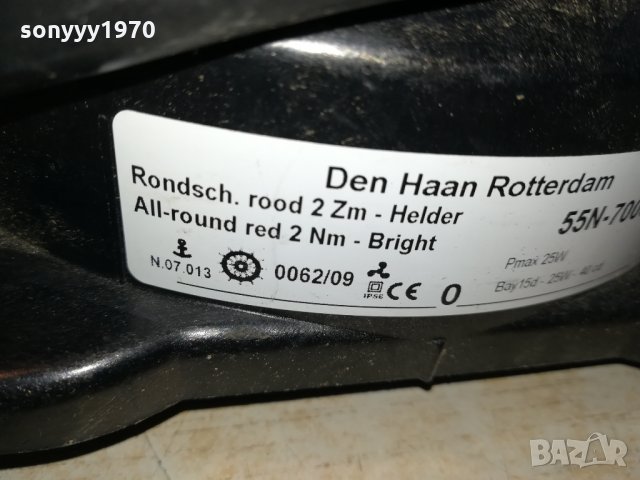 sonyyy1970
Den Haan Rotterdam
Rondsch. rood 2 Zm - Helder
All-round red 2 Nm - Bright
55N-700
Pmax 25W
Bay15d - 25W - 40 cd
N.07.013
0062/09
IP56
CE
0
BAZAR